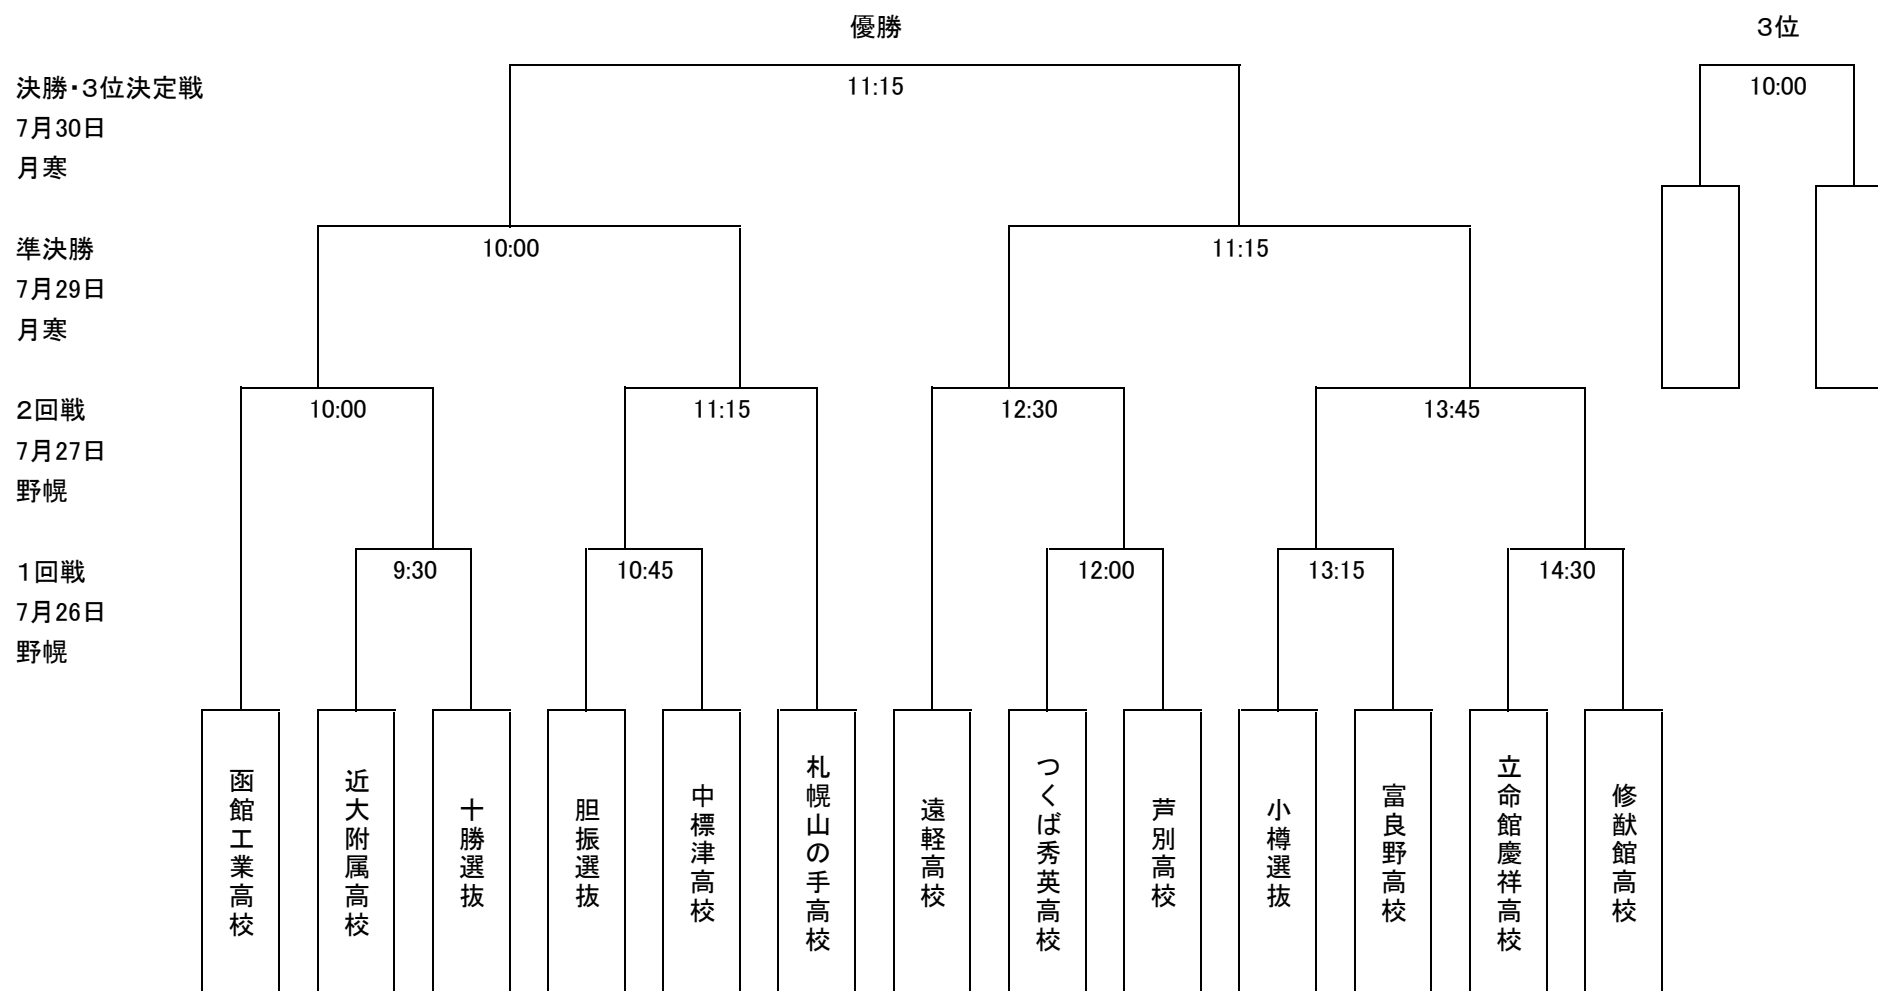 優勝
３位
決勝・３位決定戦
7月30日
月寒
11:15
10:00
準決勝
7月29日
月寒
10:00
11:15
２回戦
7月27日
野幌
10:00
11:15
12:30
13:45
１回戦
7月26日
野幌
9:30
10:45
12:00
13:15
14:30
函館工業高校
近大附属高校
十勝選抜
胆振選抜
中標津高校
札幌山の手高校
遠軽高校
つくば秀英高校
芦別高校
小樽選抜
富良野高校
立命館慶祥高校
修猷館高校